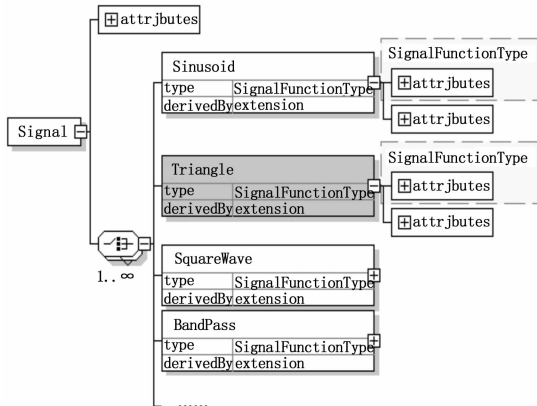 attrjbutes
SignalFunctionType
Sinusoid
type SignalFunctionType
derivedBy extension
attrjbutes
attrjbutes
Signal
SignalFunctionType
Triangle
type SignalFunctionType
derivedBy extension
attrjbutes
attrjbutes
1..∞
SquareWave
type SignalFunctionType
derivedBy extension
BandPass
type SignalFunctionType
derivedBy extension